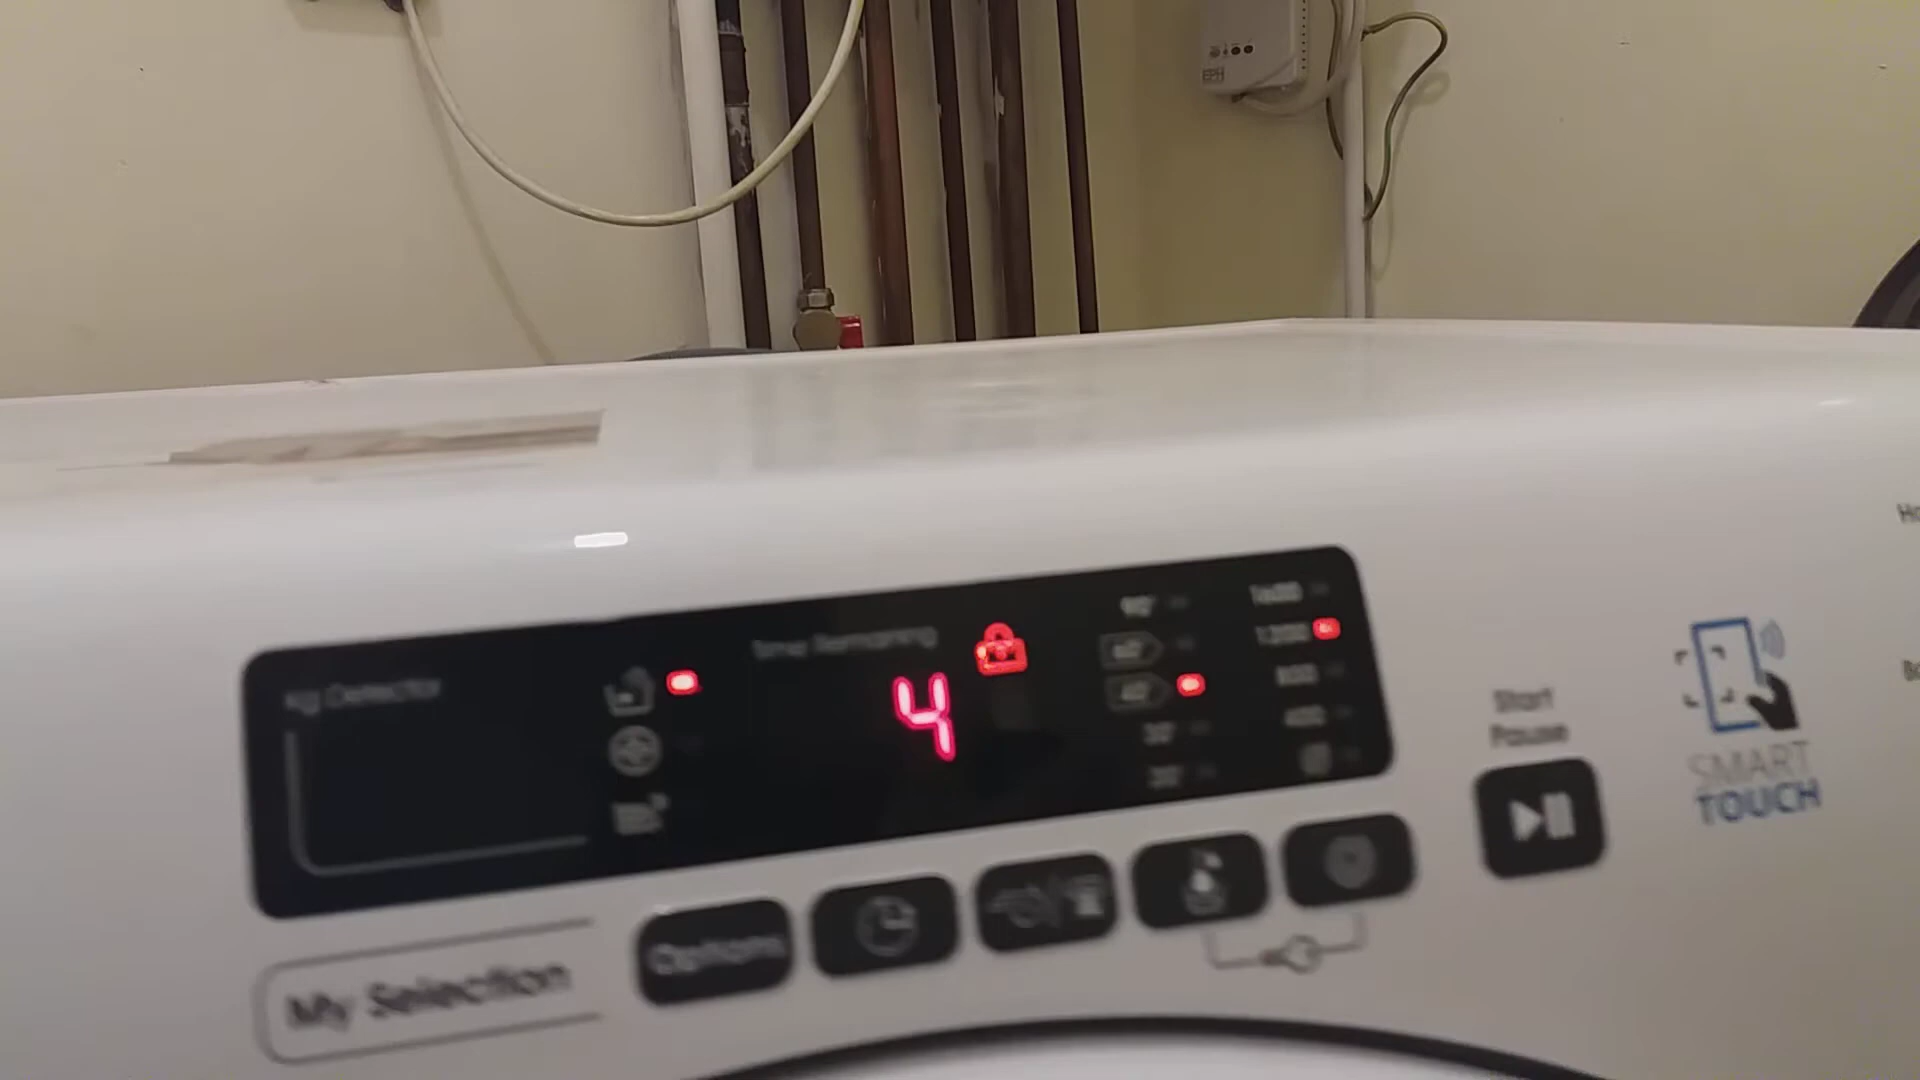 EPH
Kg Detector
Time Remaining
4
90°
60°
40°
30°
20°
1200
800
400
Start
Pause
SMART
TOUCH
Options
My Selection